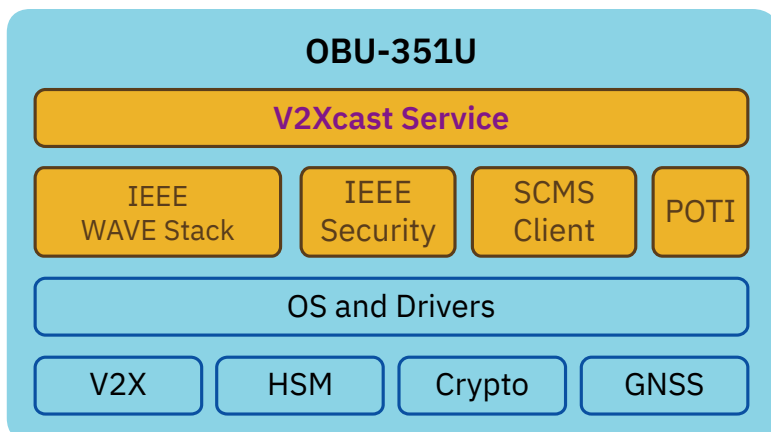 OBU-351U
V2Xcast Service
IEEE
WAVE Stack
IEEE
Security
SCMS
Client
POTI
OS and Drivers
V2X
HSM
Crypto
GNSS